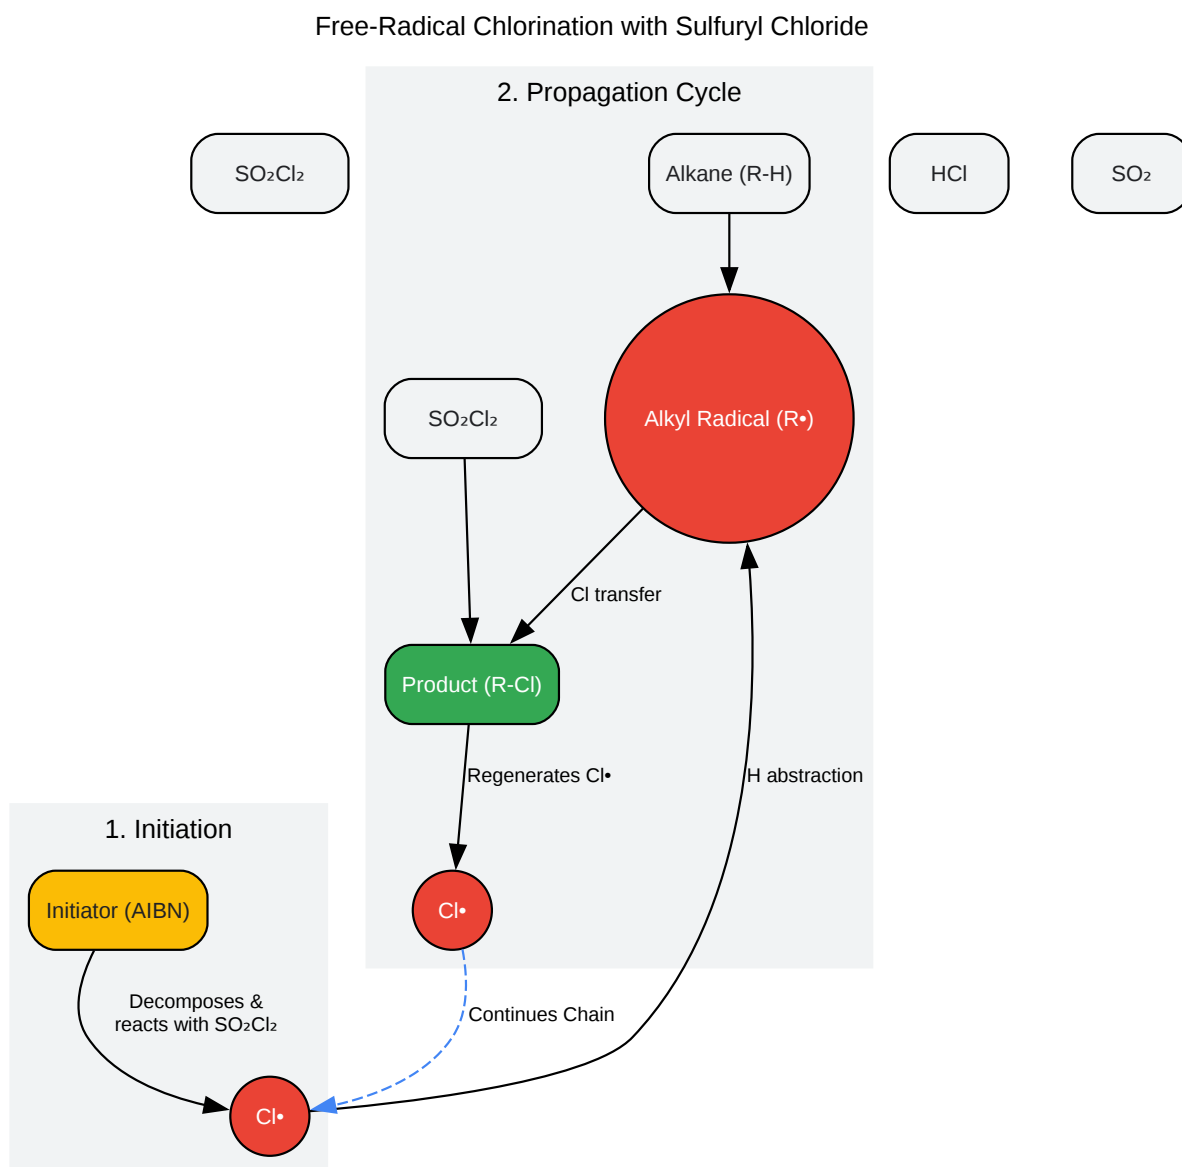 Free-Radical Chlorination with Sulfuryl Chloride
2. Propagation Cycle
SO₂Cl₂
Alkane (R-H)
HCl
SO₂
Alkyl Radical (R•)
SO₂Cl₂
Cl transfer
Product (R-Cl)
Regenerates Cl•
H abstraction
1. Initiation
Initiator (AIBN)
Cl•
Decomposes &
reacts with SO₂Cl₂
Continues Chain
Cl•